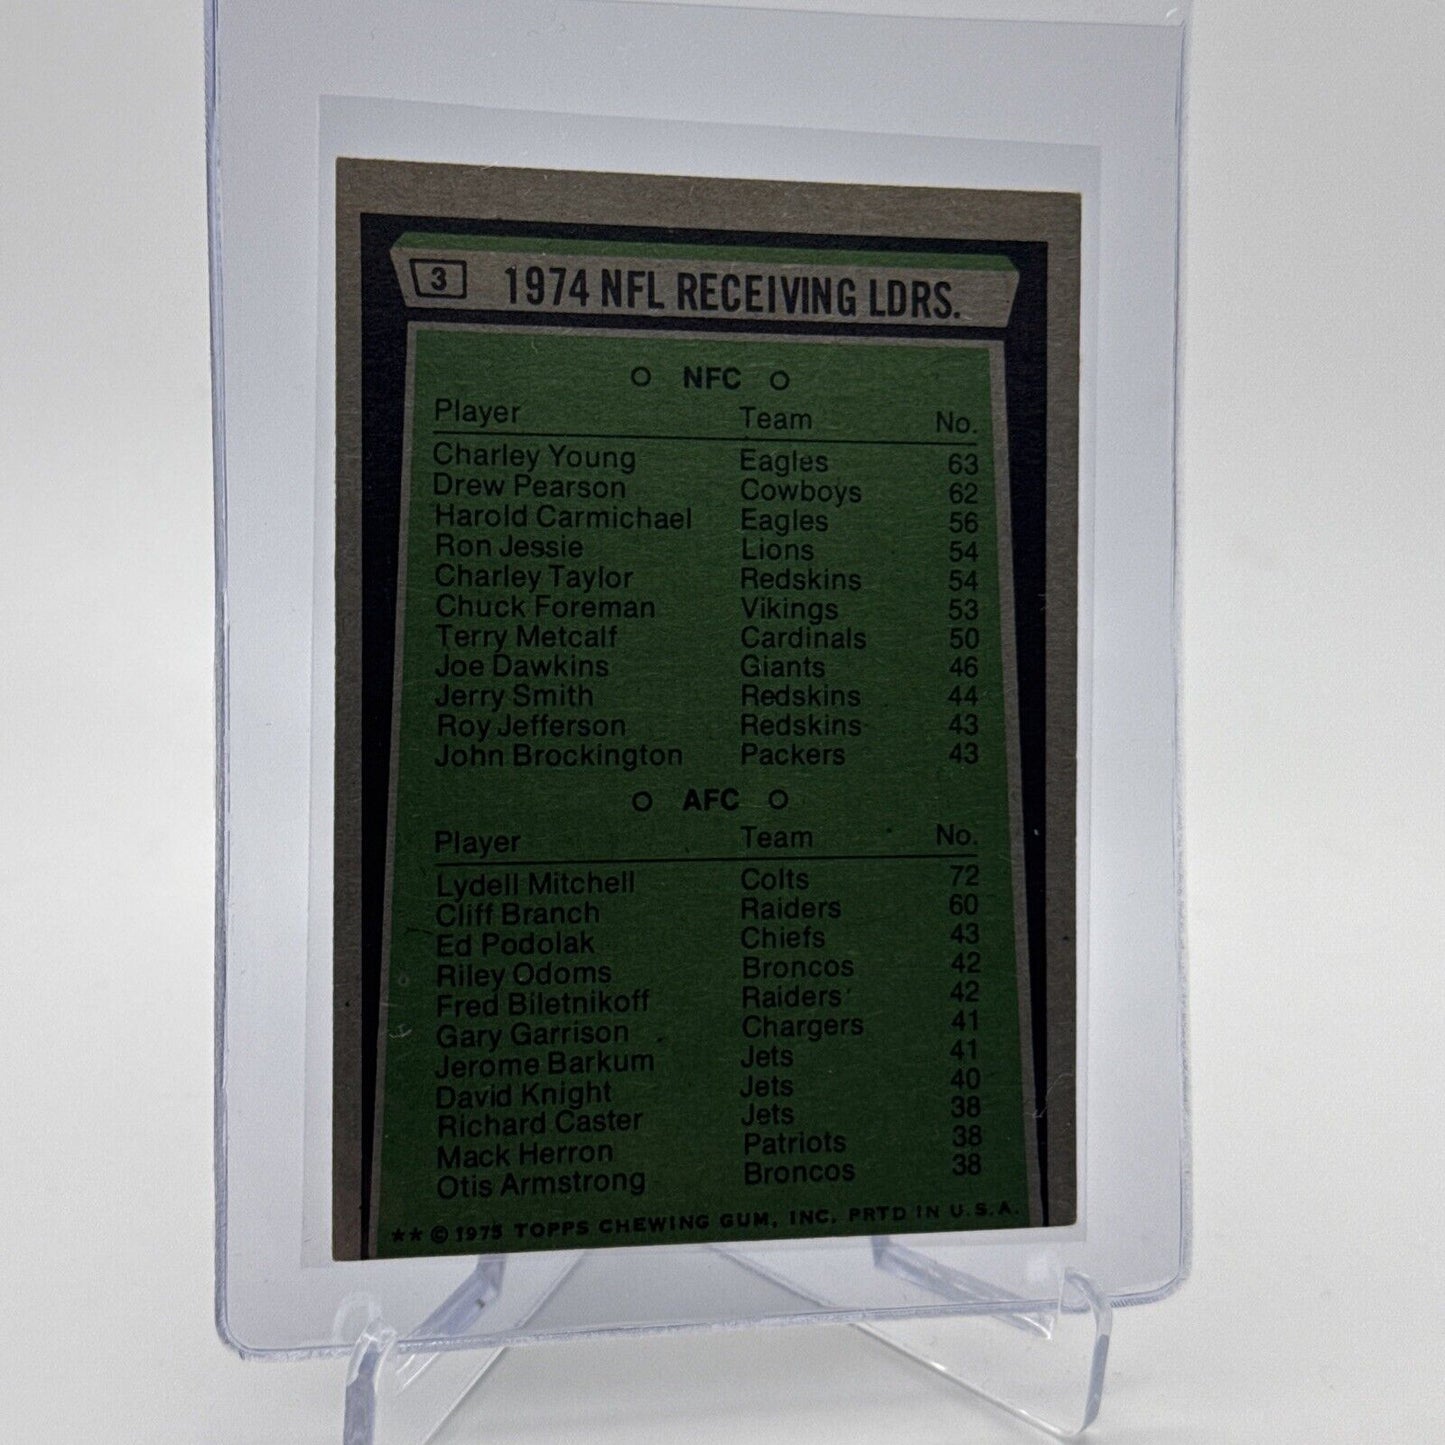 3 1974 NFL RECEIVING LDRS.
NFC
Player Team No.
Charley Young Eagles 63
Drew Pearson Cowboys 62
Harold Carmichael Eagles 56
Ron Jessie Lions 54
Charley Taylor Redskins 54
Chuck Foreman Vikings 53
Terry Metcalf Cardinals 50
Joe Dawkins Giants 46
Jerry Smith Redskins 44
Roy Jefferson Redskins 43
John Brockington Packers 43
AFC
Player Team No.
Lydell Mitchell Colts 72
Cliff Branch Raiders 60
Ed Podolak Chiefs 43
Riley Odoms Broncos 42
Fred Biletnikoff Raiders 42
Gary Garrison Chargers 41
Jerome Barkum Jets 41
David Knight Jets 40
Richard Caster Jets 38
Mack Herron Patriots 38
Otis Armstrong Broncos 38
★★ © 1975 TOPPS CHEWING GUM, INC. PRTD IN U.S.A.